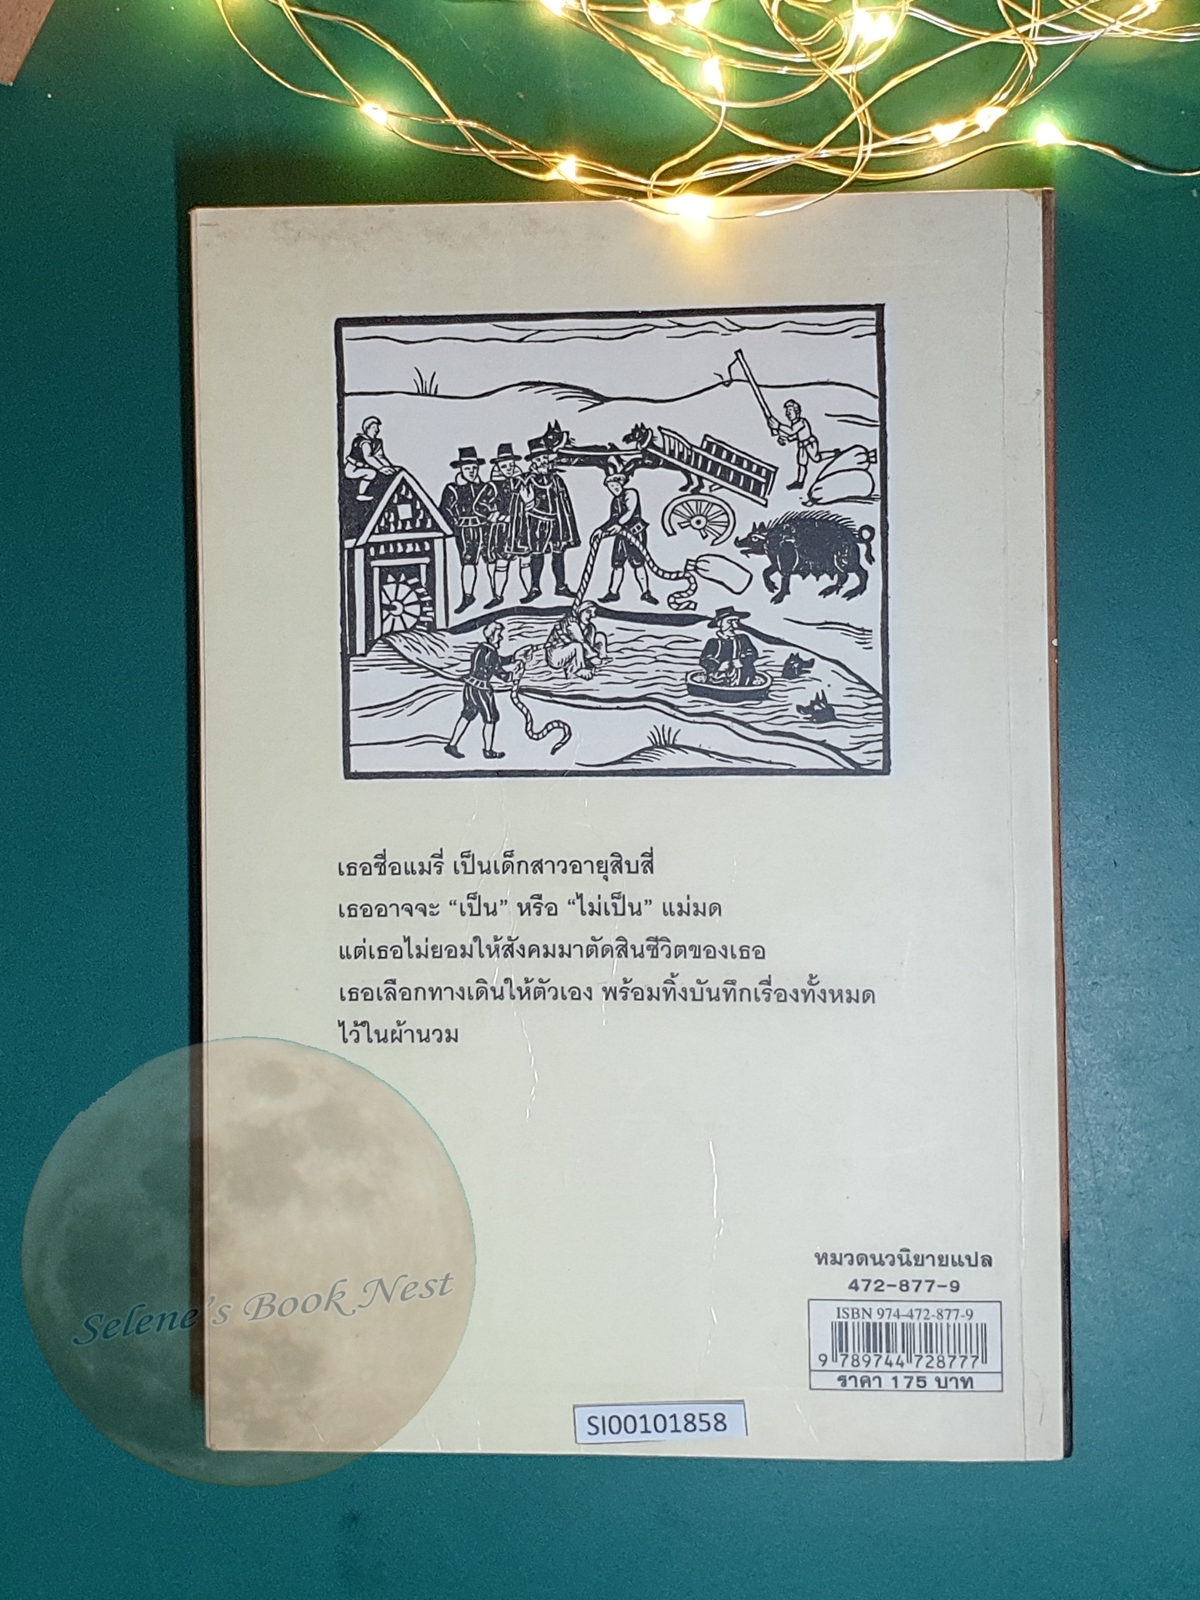 เธอชื่อแมรี่ เป็นเด็กสาวอายุสิบสี่
เธออาจจะ “เป็น” หรือ “ไม่เป็น” แม่มด
แต่เธอไม่ยอมให้สังคมมาตัดสินชีวิตของเธอ
เธอเลือกทางเดินให้ตัวเอง พร้อมทิ้งบันทึกเรื่องทั้งหมด
ไว้ในผ้านวม
Selene's Book Nest
หมวดนวนิยายแปล
472-877-9
ISBN 974-472-877-9
9 789744 728777
ราคา 175 บาท
SI00101858